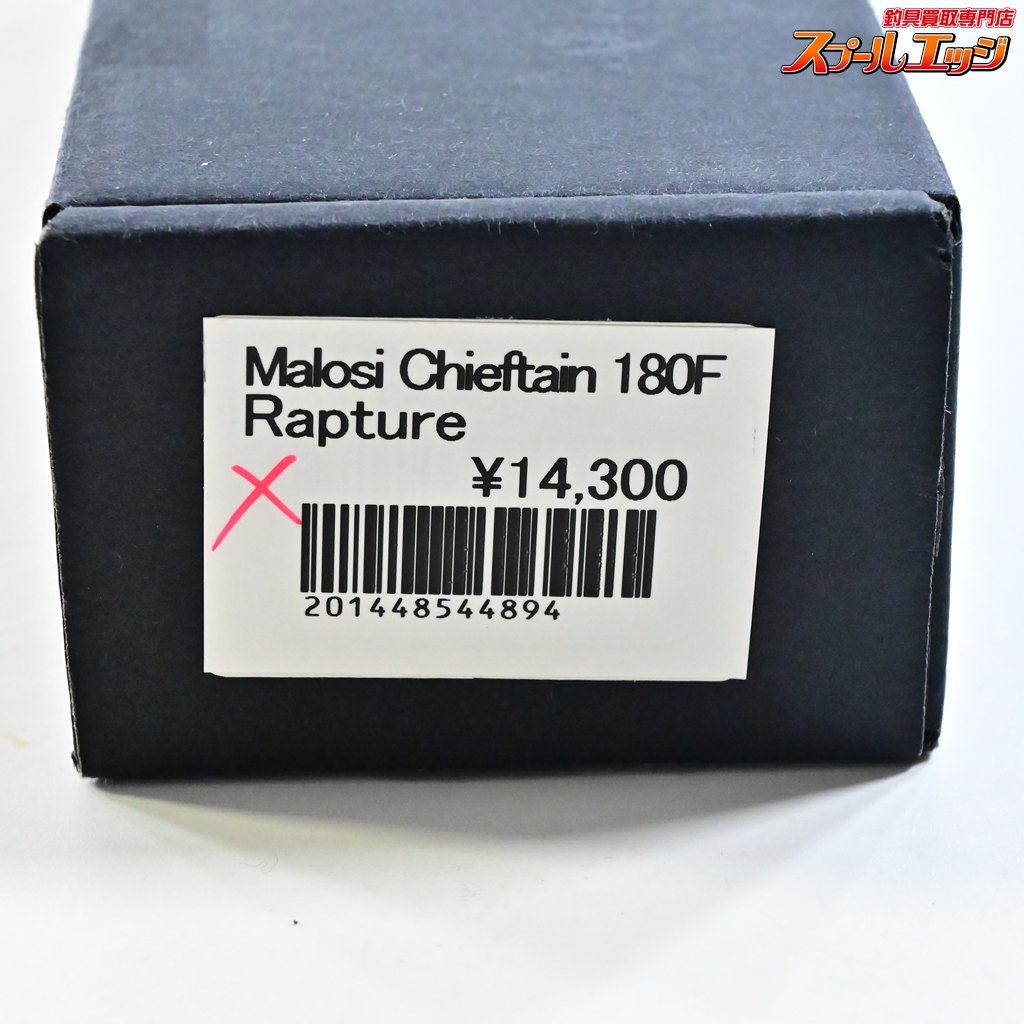 釣具買取専門店
スプールエッジ
Malosi Chieftain 180F
Rapture
¥14,300
201448544894